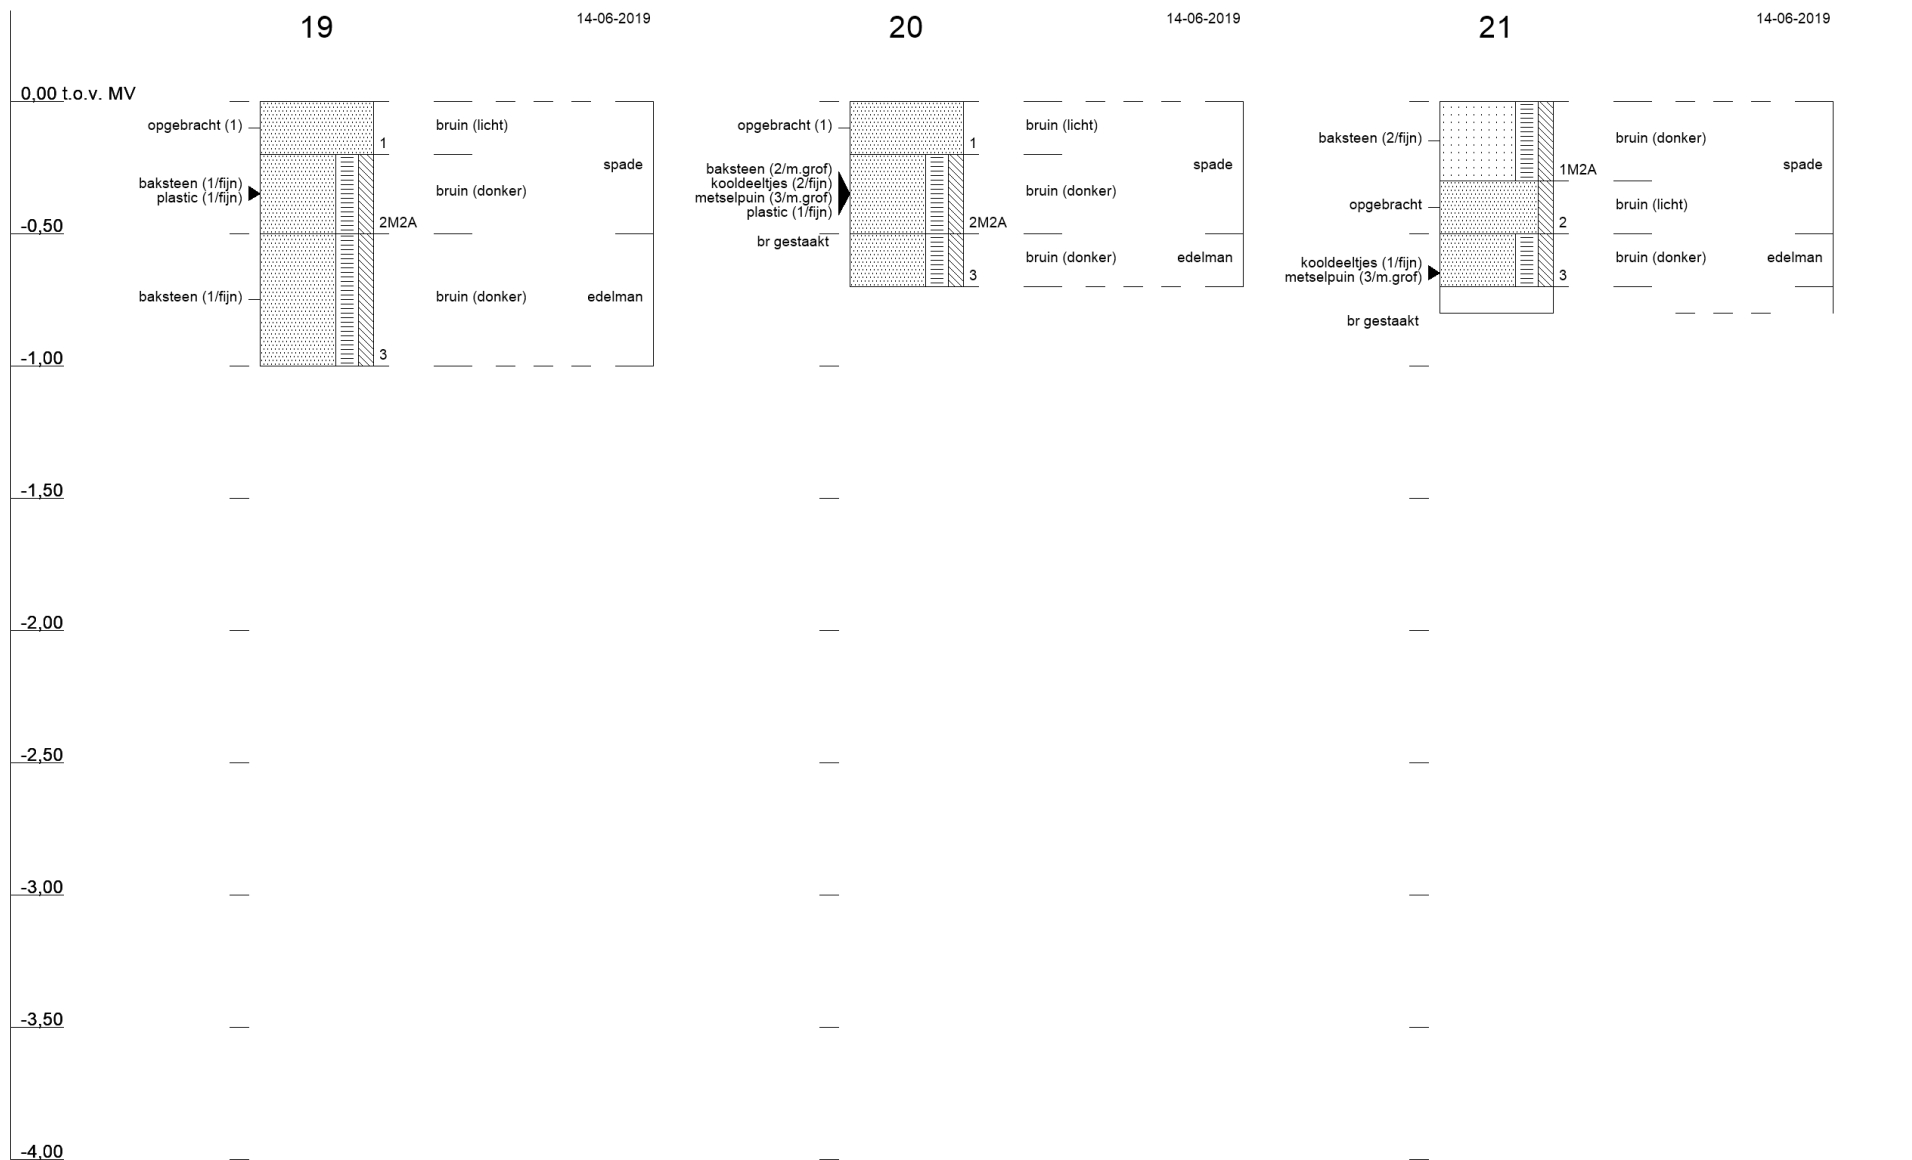 19
14-06-2019
20
14-06-2019
21
14-06-2019
0,00 t.o.v. MV
-0,50
-1,00
-1,50
-2,00
-2,50
-3,00
-3,50
-4,00
opgebracht (1)
1
bruin (licht)
spade
baksteen (1/fijn)
plastic (1/fijn)
2M2A
bruin (donker)
baksteen (1/fijn)
3
bruin (donker)
edelman
opgebracht (1)
1
bruin (licht)
spade
baksteen (2/m.grof)
kooldeeltjes (2/fijn)
metselpuin (3/m.grof)
plastic (1/fijn)
2M2A
bruin (donker)
br gestaakt
3
bruin (donker)
edelman
baksteen (2/fijn)
1M2A
bruin (donker)
spade
opgebracht
2
bruin (licht)
kooldeeltjes (1/fijn)
metselpuin (3/m.grof)
3
bruin (donker)
edelman
br gestaakt